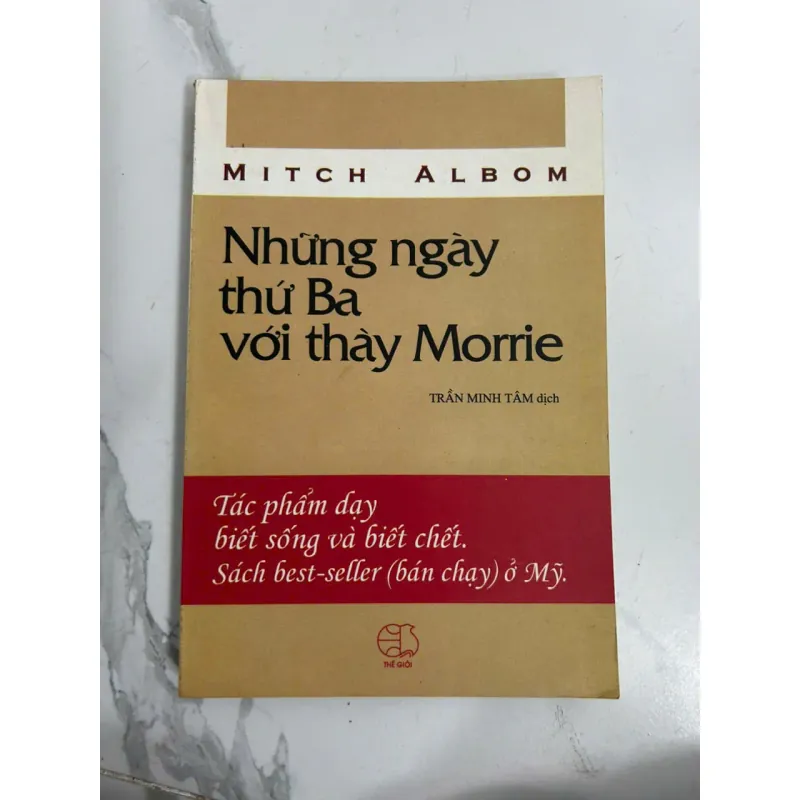 MITCH ALBOM
Những ngày
thứ Ba
với thày Morrie
TRẦN MINH TÂM dịch
Tác phẩm dạy
biết sống và biết chết.
Sách best-seller (bán chạy) ở Mỹ.
THẾ GIỚI